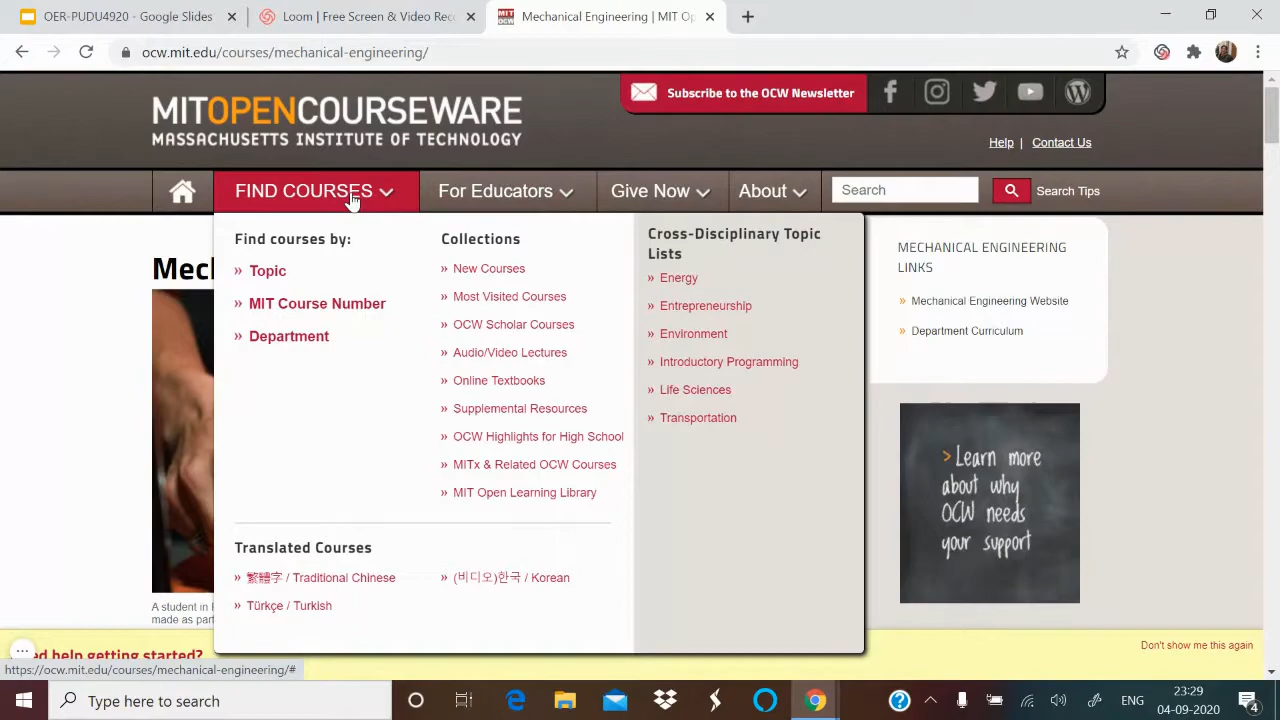 OER-PUDU4920 - Google Slides
Loom | Free Screen & Video Rec
Mechanical Engineering | MIT Op
ocw.mit.edu/courses/mechanical-engineering/
MITOPENCOURSEWARE
MASSACHUSETTS INSTITUTE OF TECHNOLOGY
Subscribe to the OCW Newsletter
Help | Contact Us
FIND COURSES
For Educators
Give Now
About
Search
Search Tips
Find courses by:
» Topic
» MIT Course Number
» Department
Collections
» New Courses
» Most Visited Courses
» OCW Scholar Courses
» Audio/Video Lectures
» Online Textbooks
» Supplemental Resources
» OCW Highlights for High School
» MITx & Related OCW Courses
» MIT Open Learning Library
Cross-Disciplinary Topic
Lists
» Energy
» Entrepreneurship
» Environment
» Introductory Programming
» Life Sciences
» Transportation
Translated Courses
» 繁體字 / Traditional Chinese
» (비디오)한국 / Korean
» Türkçe / Turkish
Mec
A student in
made as part
MECHANICAL ENGINEERING
LINKS
» Mechanical Engineering Website
» Department Curriculum
> Learn more
about why
OCW needs
your support
ed help getting started?
Don't show me this again
https://ocw.mit.edu/courses/mechanical-engineering/#
Type here to search
ENG
23:29
04-09-2020
4